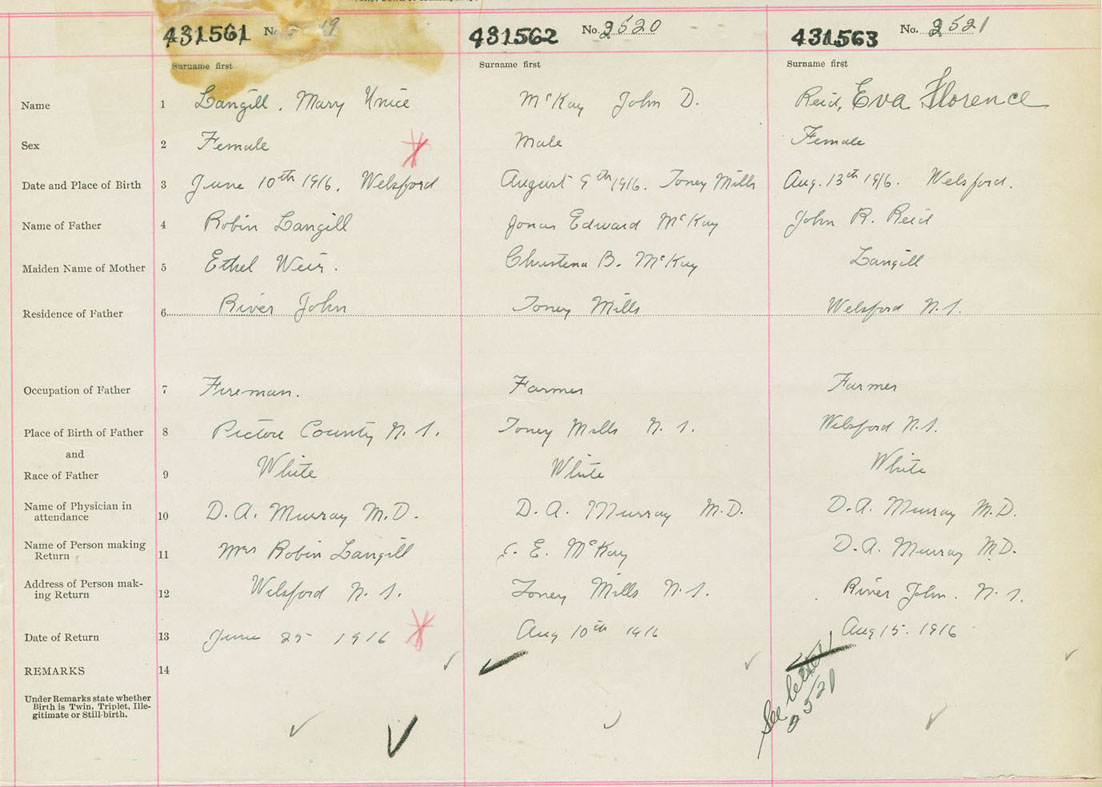 431561 No. 19
431562 No. 2520
431563 No. 2521
Surname first Surname first Surname first
Name 1 Langill, Mary Unice McKay John D. Reid, Eva Florence
Sex 2 Female Male Female
Date and Place of Birth 3 June 10th 1916. Welsford August 9th 1916. Toney Mills Aug. 13th 1916. Welsford.
Name of Father 4 Robin Langill Jonas Edward McKay John R. Reid
Maiden Name of Mother 5 Ethel Weir. Christena B. McKay Langill
Residence of Father 6 River John Toney Mills Welsford N.S.
Occupation of Father 7 Fireman. Farmer Farmer
Place of Birth of Father 8 Pictou County N.S. Toney Mills N.S. Welsford N.S.
and
Race of Father 9 White White White
Name of Physician in
attendance 10 D. A. Murray M.D. D. A. Murray M.D. D. A. Murray M.D.
Name of Person making
Return 11 Mrs Robin Langill J. E. McKay D. A. Murray M.D.
Address of Person mak-
ing Return 12 Welsford N.S. Toney Mills N.S. River John. N.S.
Date of Return 13 June 25 1916 Aug 10th 1916 Aug 15. 1916
REMARKS 14
See letter
2521
Under Remarks state whether
Birth is Twin, Triplet, Ille-
gitimate or Still-birth.